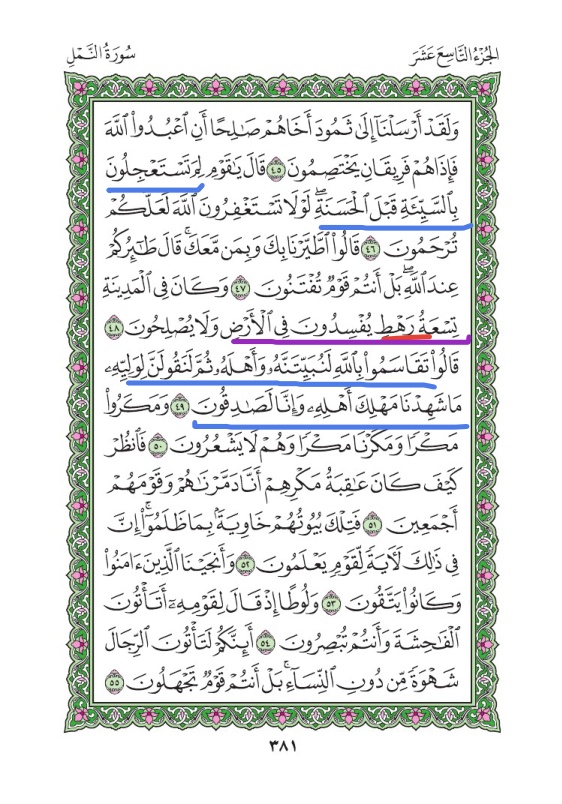 الجُزْءُ التَّاسِعَ عَشَرَ
سُورَةُ النَّمْلِ
وَلَقَدْ أَرْسَلْنَآ إِلَىٰ ثَمُودَ أَخَاهُمْ صَٰلِحًا أَنِ ٱعْبُدُوا۟ ٱللَّهَ
فَإِذَا هُمْ فَرِيقَانِ يَخْتَصِمُونَ ٤٥ قَالَ يَٰقَوْمِ لِمَ تَسْتَعْجِلُونَ
بِٱلسَّيِّئَةِ قَبْلَ ٱلْحَسَنَةِۖ لَوْلَا تَسْتَغْفِرُونَ ٱللَّهَ لَعَلَّكُمْ
تُرْحَمُونَ ٤٦ قَالُوا۟ ٱطَّيَّرْنَا بِكَ وَبِمَن مَّعَكَۚ قَالَ طَٰٓئِرُكُمْ
عِندَ ٱللَّهِۖ بَلْ أَنتُمْ قَوْمٌ تُفْتَنُونَ ٤٧ وَكَانَ فِى ٱلْمَدِينَةِ
تِسْعَةُ رَهْطٍ يُفْسِدُونَ فِى ٱلْأَرْضِ وَلَا يُصْلِحُونَ ٤٨
قَالُوا۟ تَقَاسَمُوا۟ بِٱللَّهِ لَنُبَيِّتَنَّهُۥ وَأَهْلَهُۥ ثُمَّ لَنَقُولَنَّ لِوَلِيِّهِۦ
مَا شَهِدْنَا مَهْلِكَ أَهْلِهِۦ وَإِنَّا لَصَٰدِقُونَ ٤٩ وَمَكَرُوا۟
مَكْرًا وَمَكَرْنَا مَكْرًا وَهُمْ لَا يَشْعُرُونَ ٥٠ فَٱنظُرْ
كَيْفَ كَانَ عَٰقِبَةُ مَكْرِهِمْ أَنَّا دَمَّرْنَٰهُمْ وَقَوْمَهُمْ
أَجْمَعِينَ ٥١ فَتِلْكَ بُيُوتُهُمْ خَاوِيَةًۢ بِمَا ظَلَمُوٓا۟ۗ إِنَّ
فِى ذَٰلِكَ لَءَايَةً لِّقَوْمٍ يَعْلَمُونَ ٥٢ وَأَنجَيْنَا ٱلَّذِينَ ءَامَنُوا۟
وَكَانُوا۟ يَتَّقُونَ ٥٣ وَلُوطًا إِذْ قَالَ لِقَوْمِهِۦٓ أَتَأْتُونَ
ٱلْفَٰحِشَةَ وَأَنتُمْ تُبْصِرُونَ ٥٤ أَئِنَّكُمْ لَتَأْتُونَ ٱلرِّجَالَ
شَهْوَةً مِّن دُونِ ٱلنِّسَآءِۚ بَلْ أَنتُمْ قَوْمٌ تَجْهَلُونَ ٥٥
٣٨١